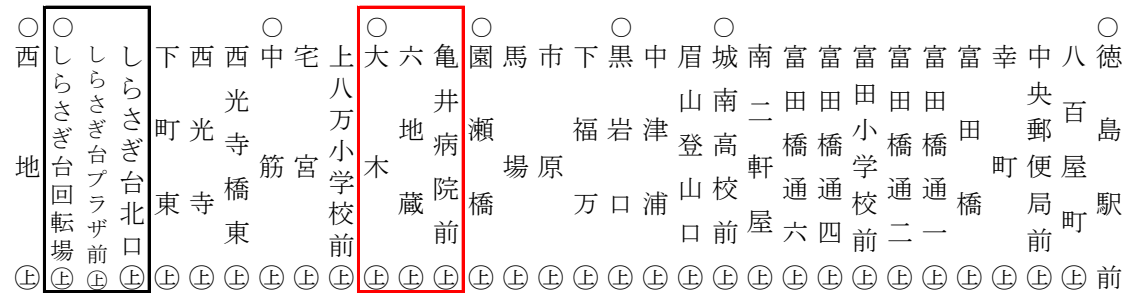 ○徳島駅前
八百屋町㊤
中央郵便局前㊤
幸町㊤
富田橋㊤
富田橋通一㊤
富田橋通二㊤
富田小学校前㊤
富田橋通四㊤
富田橋通六㊤
南二軒屋㊤
○城南高校前㊤
眉山登山口㊤
中津浦㊤
○黒岩口㊤
下福万㊤
市原㊤
馬場㊤
○園瀬橋㊤
亀井病院前㊤
六地蔵㊤
○大木㊤
上八万小学校前㊤
宅宮㊤
○中筋㊤
西光寺橋東㊤
西光寺㊤
下町東㊤
しらさぎ台北口㊤
しらさぎ台プラザ前㊤
○しらさぎ台回転場㊤
○西地㊤